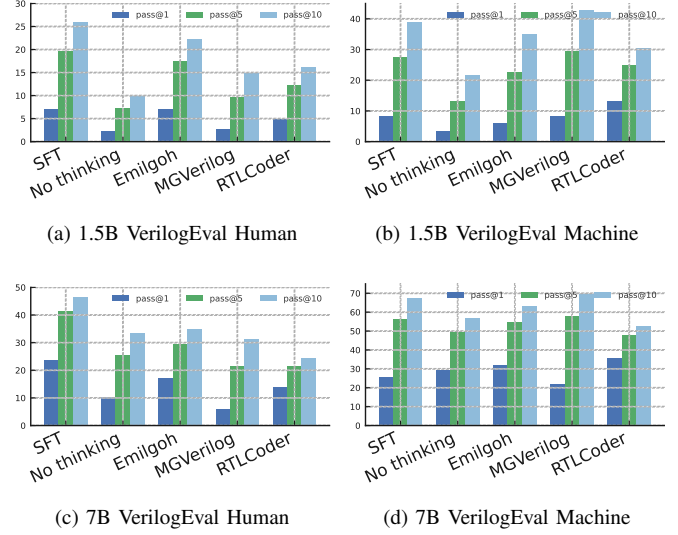 30
25
20
15
10
5
0
pass@1 pass@5 pass@10
SFT
No thinking
Emilgoh
MGVerilog
RTLCoder
(a) 1.5B VerilogEval Human
40
30
20
10
0
pass@1 pass@5 pass@10
SFT
No thinking
Emilgoh
MGVerilog
RTLCoder
(b) 1.5B VerilogEval Machine
50
40
30
20
10
0
pass@1 pass@5 pass@10
SFT
No thinking
Emilgoh
MGVerilog
RTLCoder
(c) 7B VerilogEval Human
70
60
50
40
30
20
10
0
pass@1 pass@5 pass@10
SFT
No thinking
Emilgoh
MGVerilog
RTLCoder
(d) 7B VerilogEval Machine